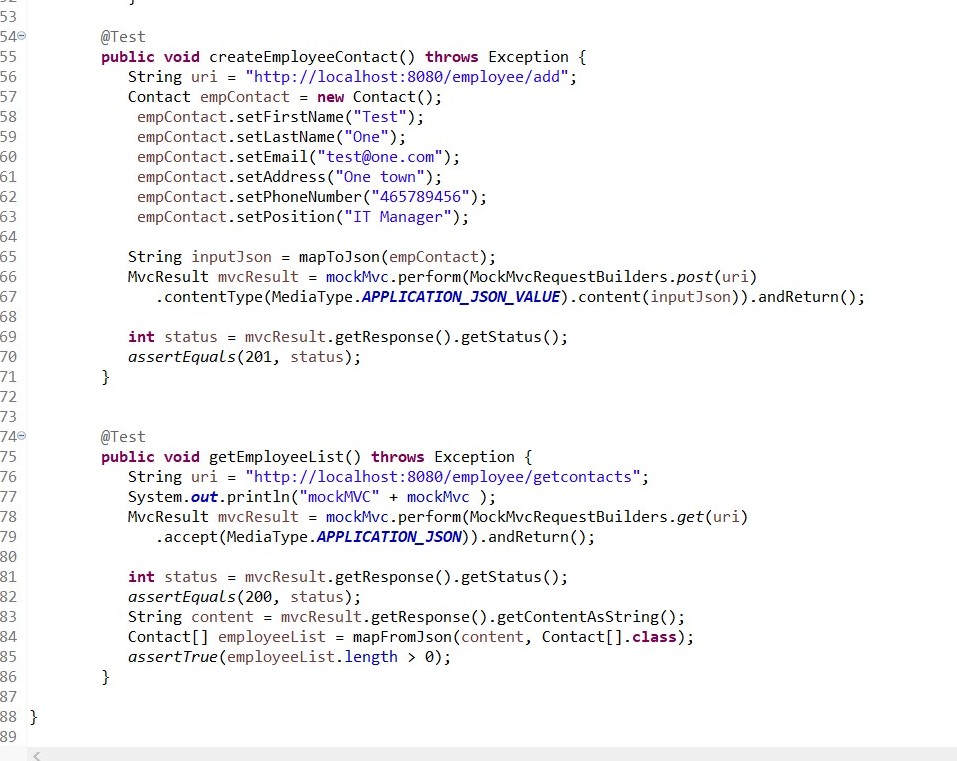 53
54 @Test
55 public void createEmployeeContact() throws Exception {
56 String uri = "http://localhost:8080/employee/add";
57 Contact empContact = new Contact();
58 empContact.setFirstName("Test");
59 empContact.setLastName("One");
60 empContact.setEmail("test@one.com");
61 empContact.setAddress("One town");
62 empContact.setPhoneNumber("465789456");
63 empContact.setPosition("IT Manager");
64
65 String inputJson = mapToJson(empContact);
66 MvcResult mvcResult = mockMvc.perform(MockMvcRequestBuilders.post(uri)
67 .contentType(MediaType.APPLICATION_JSON_VALUE).content(inputJson)).andReturn();
68
69 int status = mvcResult.getResponse().getStatus();
70 assertEquals(201, status);
71 }
72
73
74 @Test
75 public void getEmployeeList() throws Exception {
76 String uri = "http://localhost:8080/employee/getcontacts";
77 System.out.println("mockMVC" + mockMvc );
78 MvcResult mvcResult = mockMvc.perform(MockMvcRequestBuilders.get(uri)
79 .accept(MediaType.APPLICATION_JSON)).andReturn();
80
81 int status = mvcResult.getResponse().getStatus();
82 assertEquals(200, status);
83 String content = mvcResult.getResponse().getContentAsString();
84 Contact[] employeeList = mapFromJson(content, Contact[].class);
85 assertTrue(employeeList.length > 0);
86 }
87
88 }
89